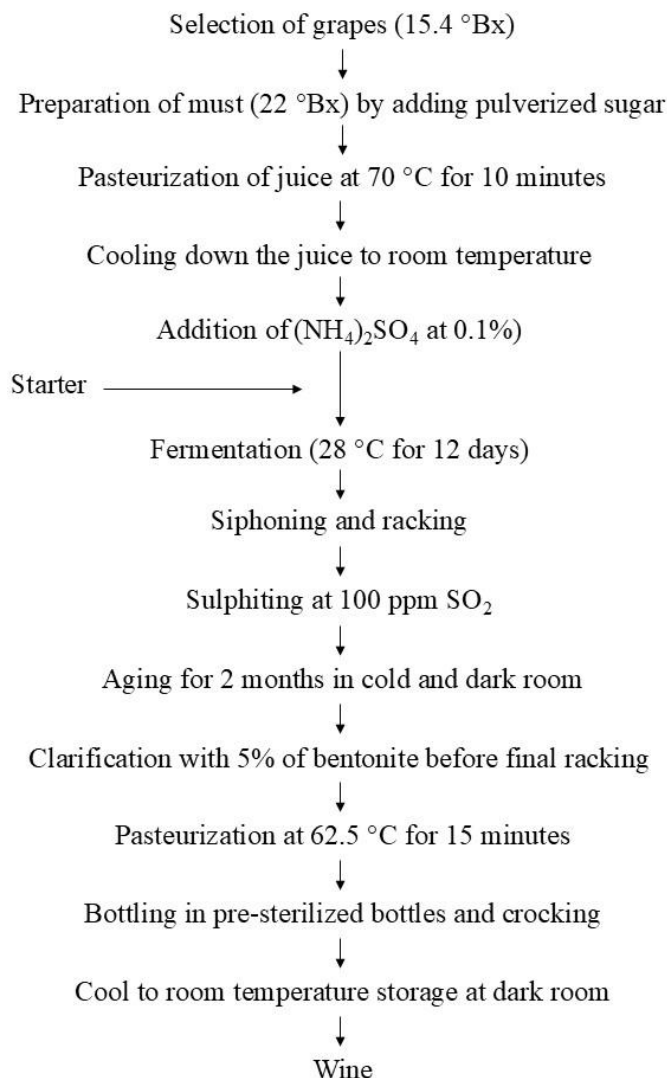 Selection of grapes (15.4 °Bx)
Preparation of must (22 °Bx) by adding pulverized sugar
Pasteurization of juice at 70 °C for 10 minutes
Cooling down the juice to room temperature
Addition of (NH₄)₂SO₄ at 0.1%)
Starter
Fermentation (28 °C for 12 days)
Siphoning and racking
Sulphiting at 100 ppm SO₂
Aging for 2 months in cold and dark room
Clarification with 5% of bentonite before final racking
Pasteurization at 62.5 °C for 15 minutes
Bottling in pre-sterilized bottles and crocking
Cool to room temperature storage at dark room
Wine